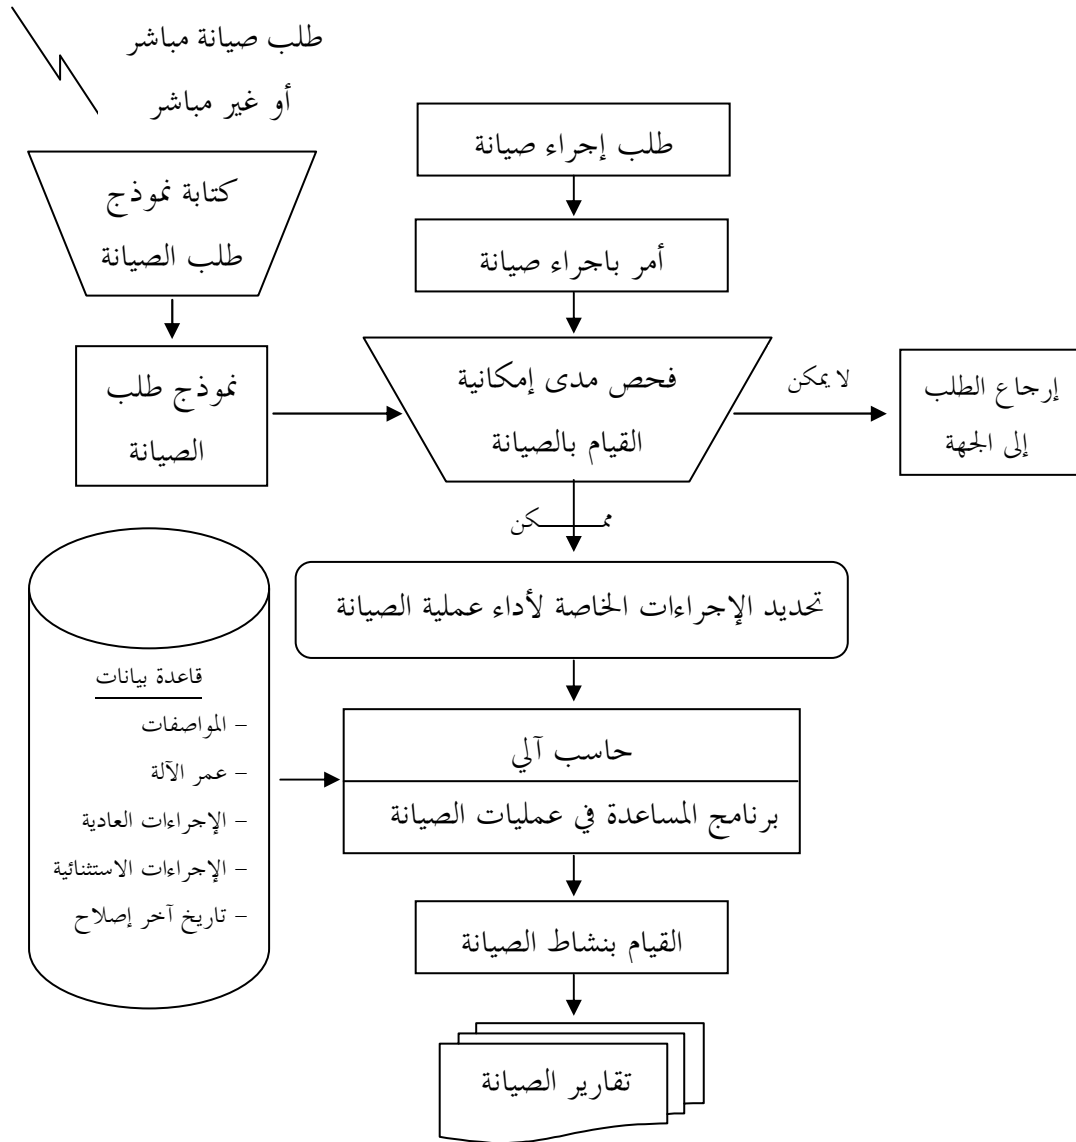 طلب صيانة مباشر
أو غير مباشر
كتابة نموذج
طلب الصيانة
نموذج طلب
الصيانة
طلب إجراء صيانة
أمر باجراء صيانة
فحص مدى إمكانية
القيام بالصيانة
لا يمكن
إرجاع الطلب
إلى الجهة
ممـــكن
تحديد الإجراءات الخاصة لأداء عملية الصيانة
قاعدة بيانات
– المواصفات
– عمر الآلة
– الإجراءات العادية
– الإجراءات الاستثنائية
– تاريخ آخر إصلاح
حاسب آلي
برنامج المساعدة في عمليات الصيانة
القيام بنشاط الصيانة
تقارير الصيانة